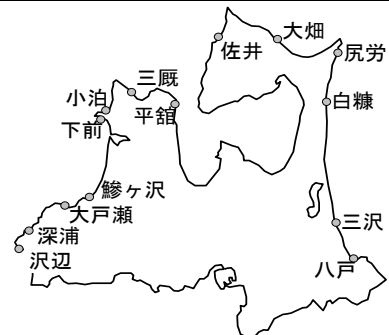 大畑
佐井
尻労
三厩
小泊
平舘
下前
白糠
鰺ヶ沢
大戸瀬
三沢
深浦
沢辺
八戸